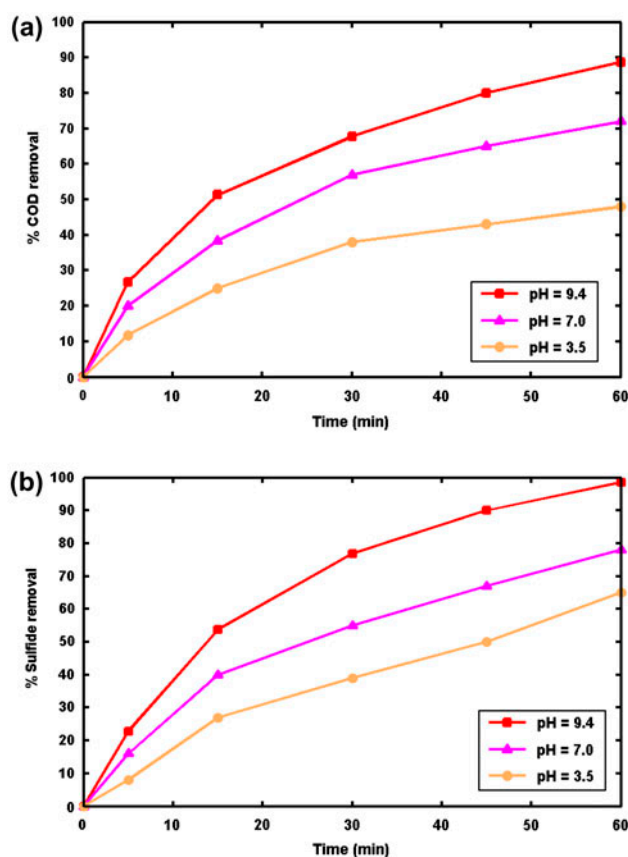 (a)
100
90
80
70
60
50
40
30
20
10
0
% COD removal
pH = 9.4
pH = 7.0
pH = 3.5
0 10 20 30 40 50 60
Time (min)
(b)
100
90
80
70
60
50
40
30
20
10
0
% Sulfide removal
pH = 9.4
pH = 7.0
pH = 3.5
0 10 20 30 40 50 60
Time (min)